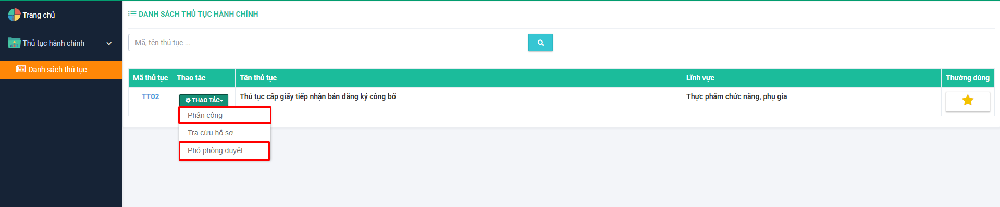 Trang chủ
Thủ tục hành chính
Danh sách thủ tục
DANH SÁCH THỦ TỤC HÀNH CHÍNH
Mã, tên thủ tục ...
Mã thủ tục Thao tác Tên thủ tục Lĩnh vực Thường dùng
TT02 THAO TÁC Thủ tục cấp giấy tiếp nhận bản đăng ký công bố Thực phẩm chức năng, phụ gia
Phân công
Tra cứu hồ sơ
Phó phòng duyệt